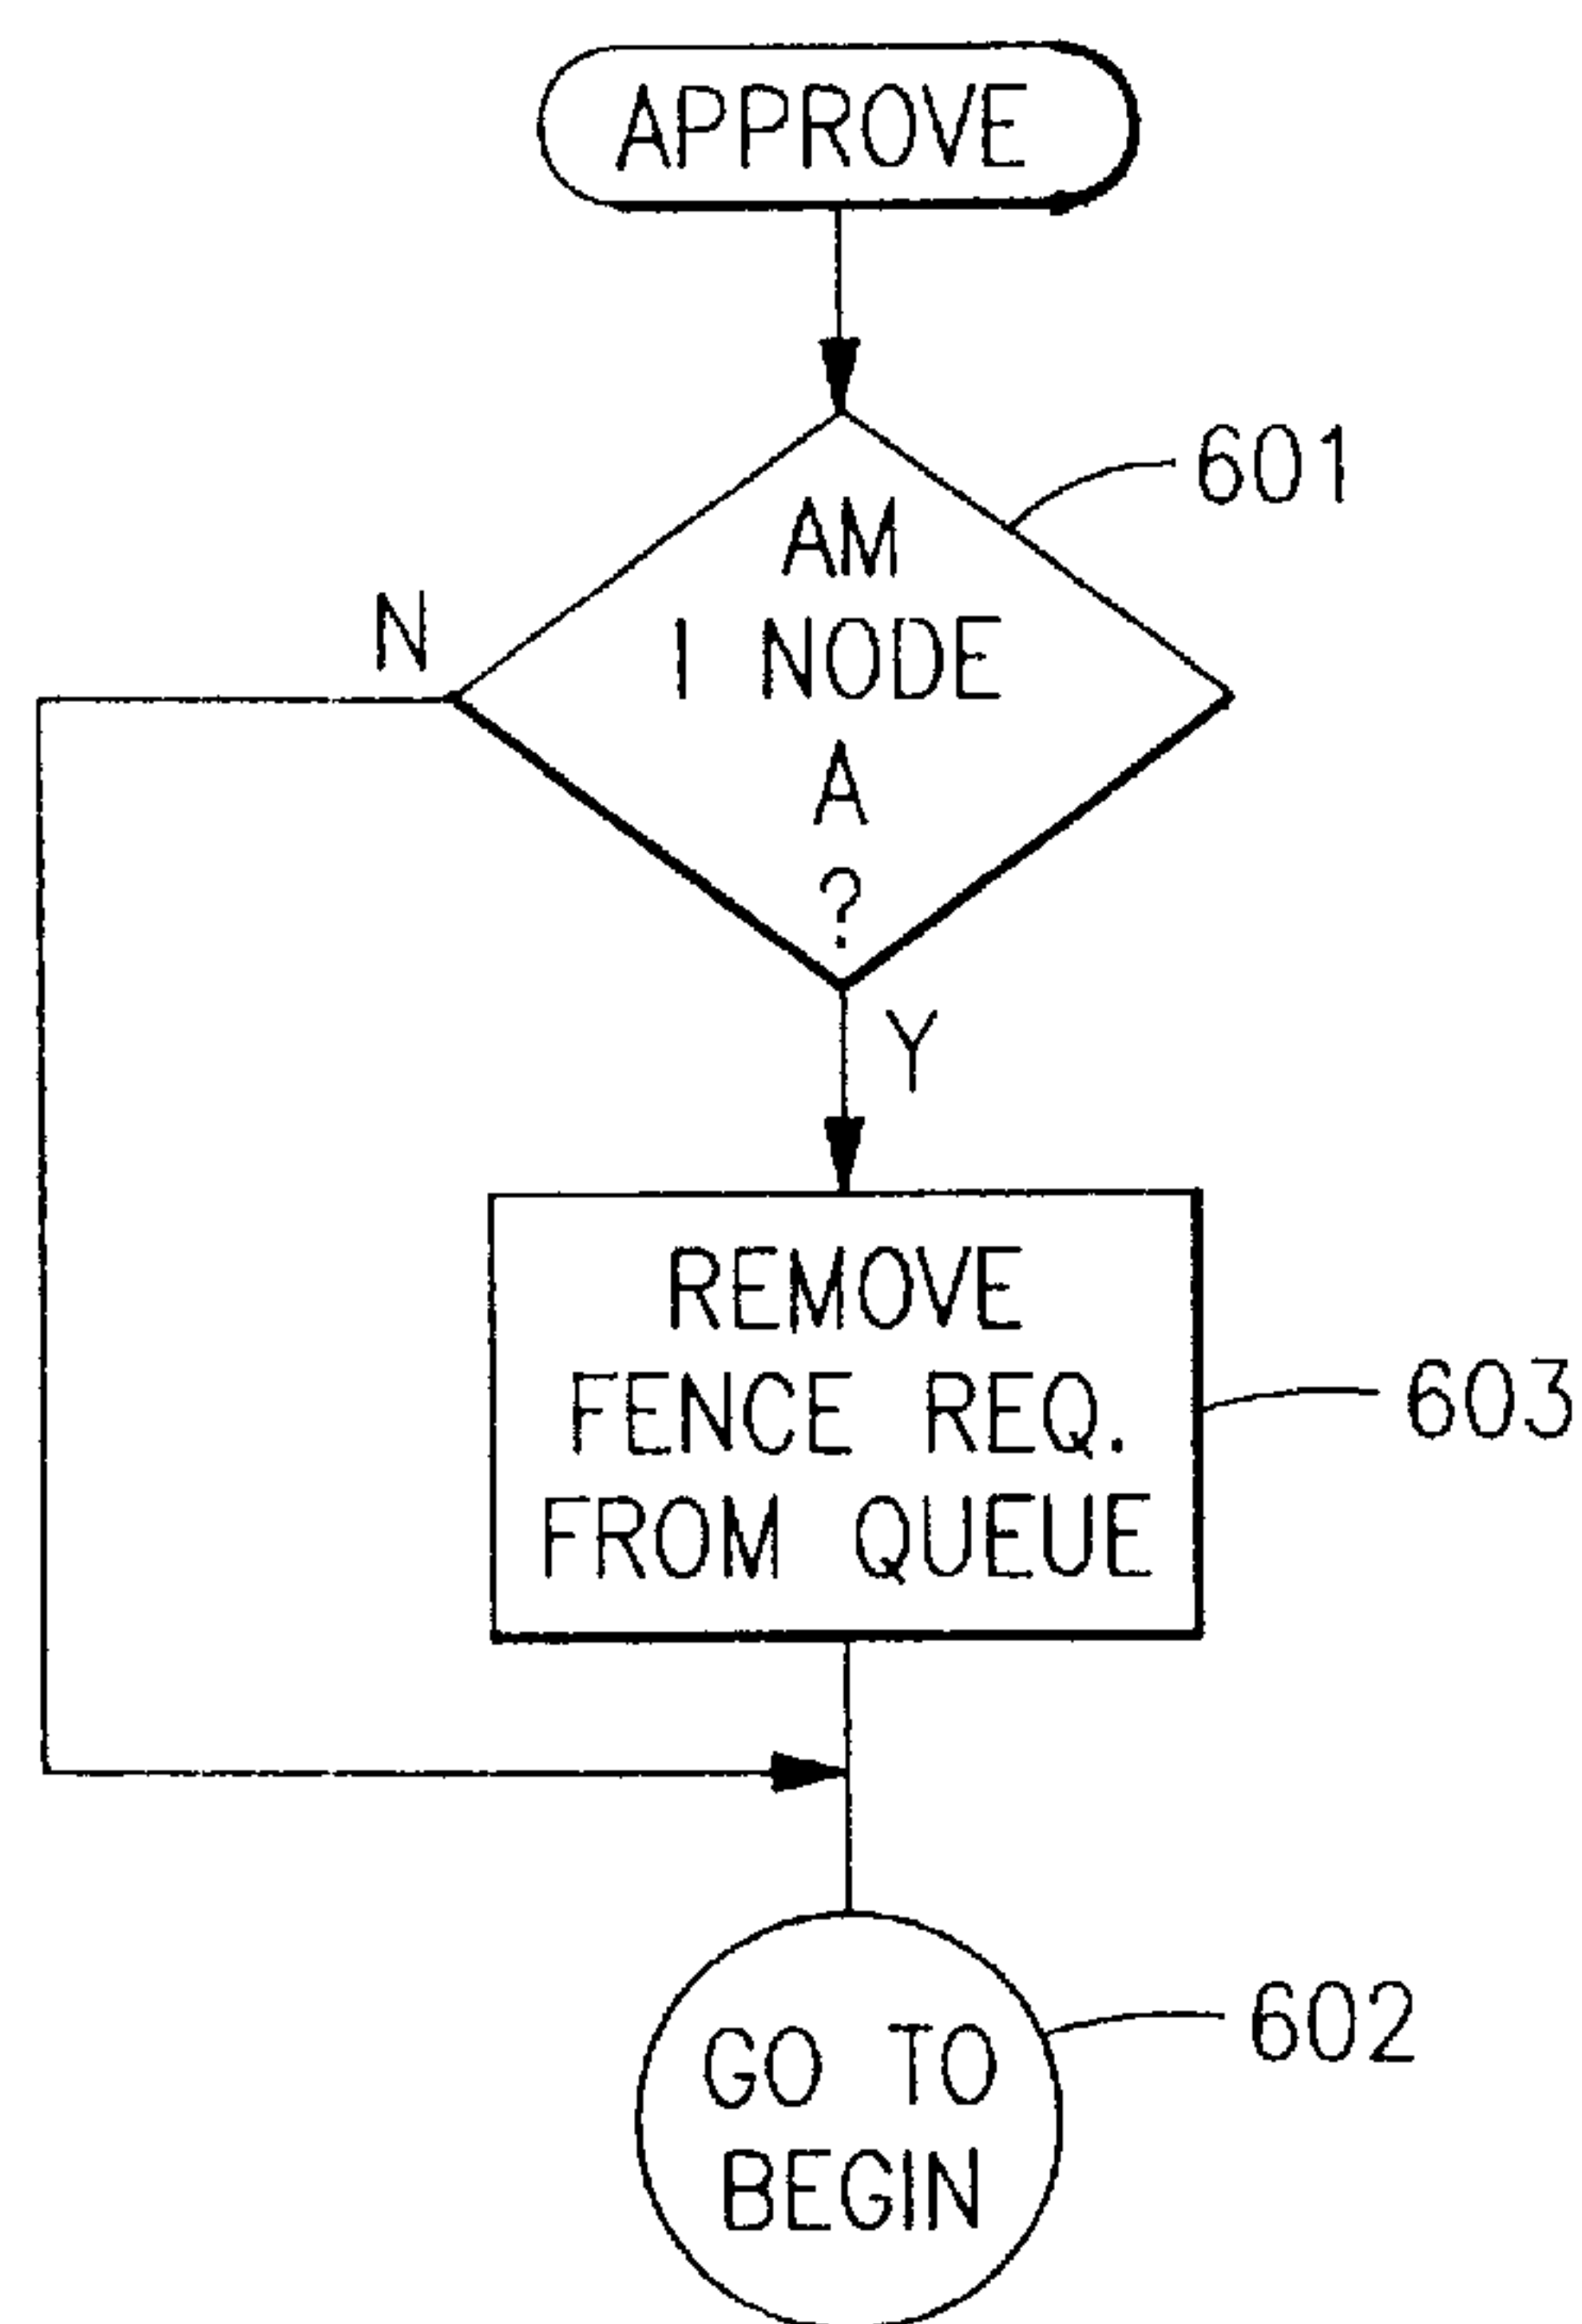 APPROVE
601
AM
I NODE
A
?
N
Y
REMOVE
FENCE REQ.
FROM QUEUE
603
602
GO TO
BEGIN